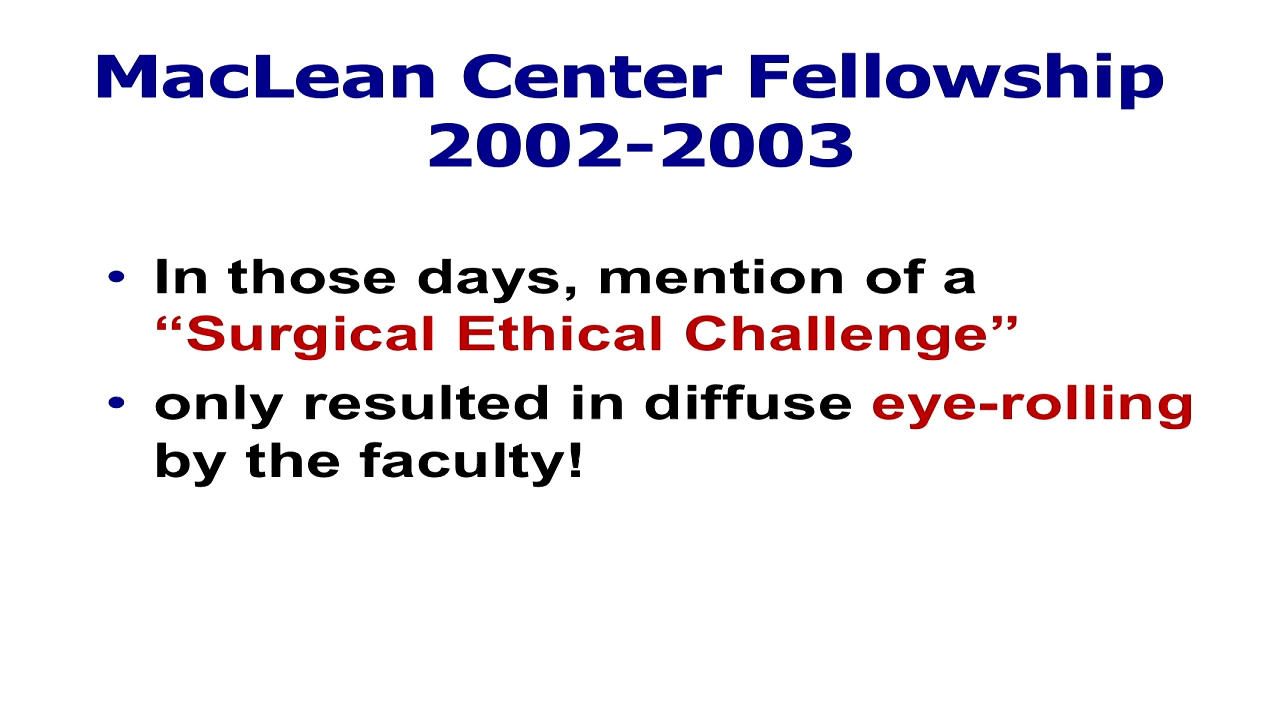 MacLean Center Fellowship
2002-2003
• In those days, mention of a
“Surgical Ethical Challenge”
• only resulted in diffuse eye-rolling
by the faculty!